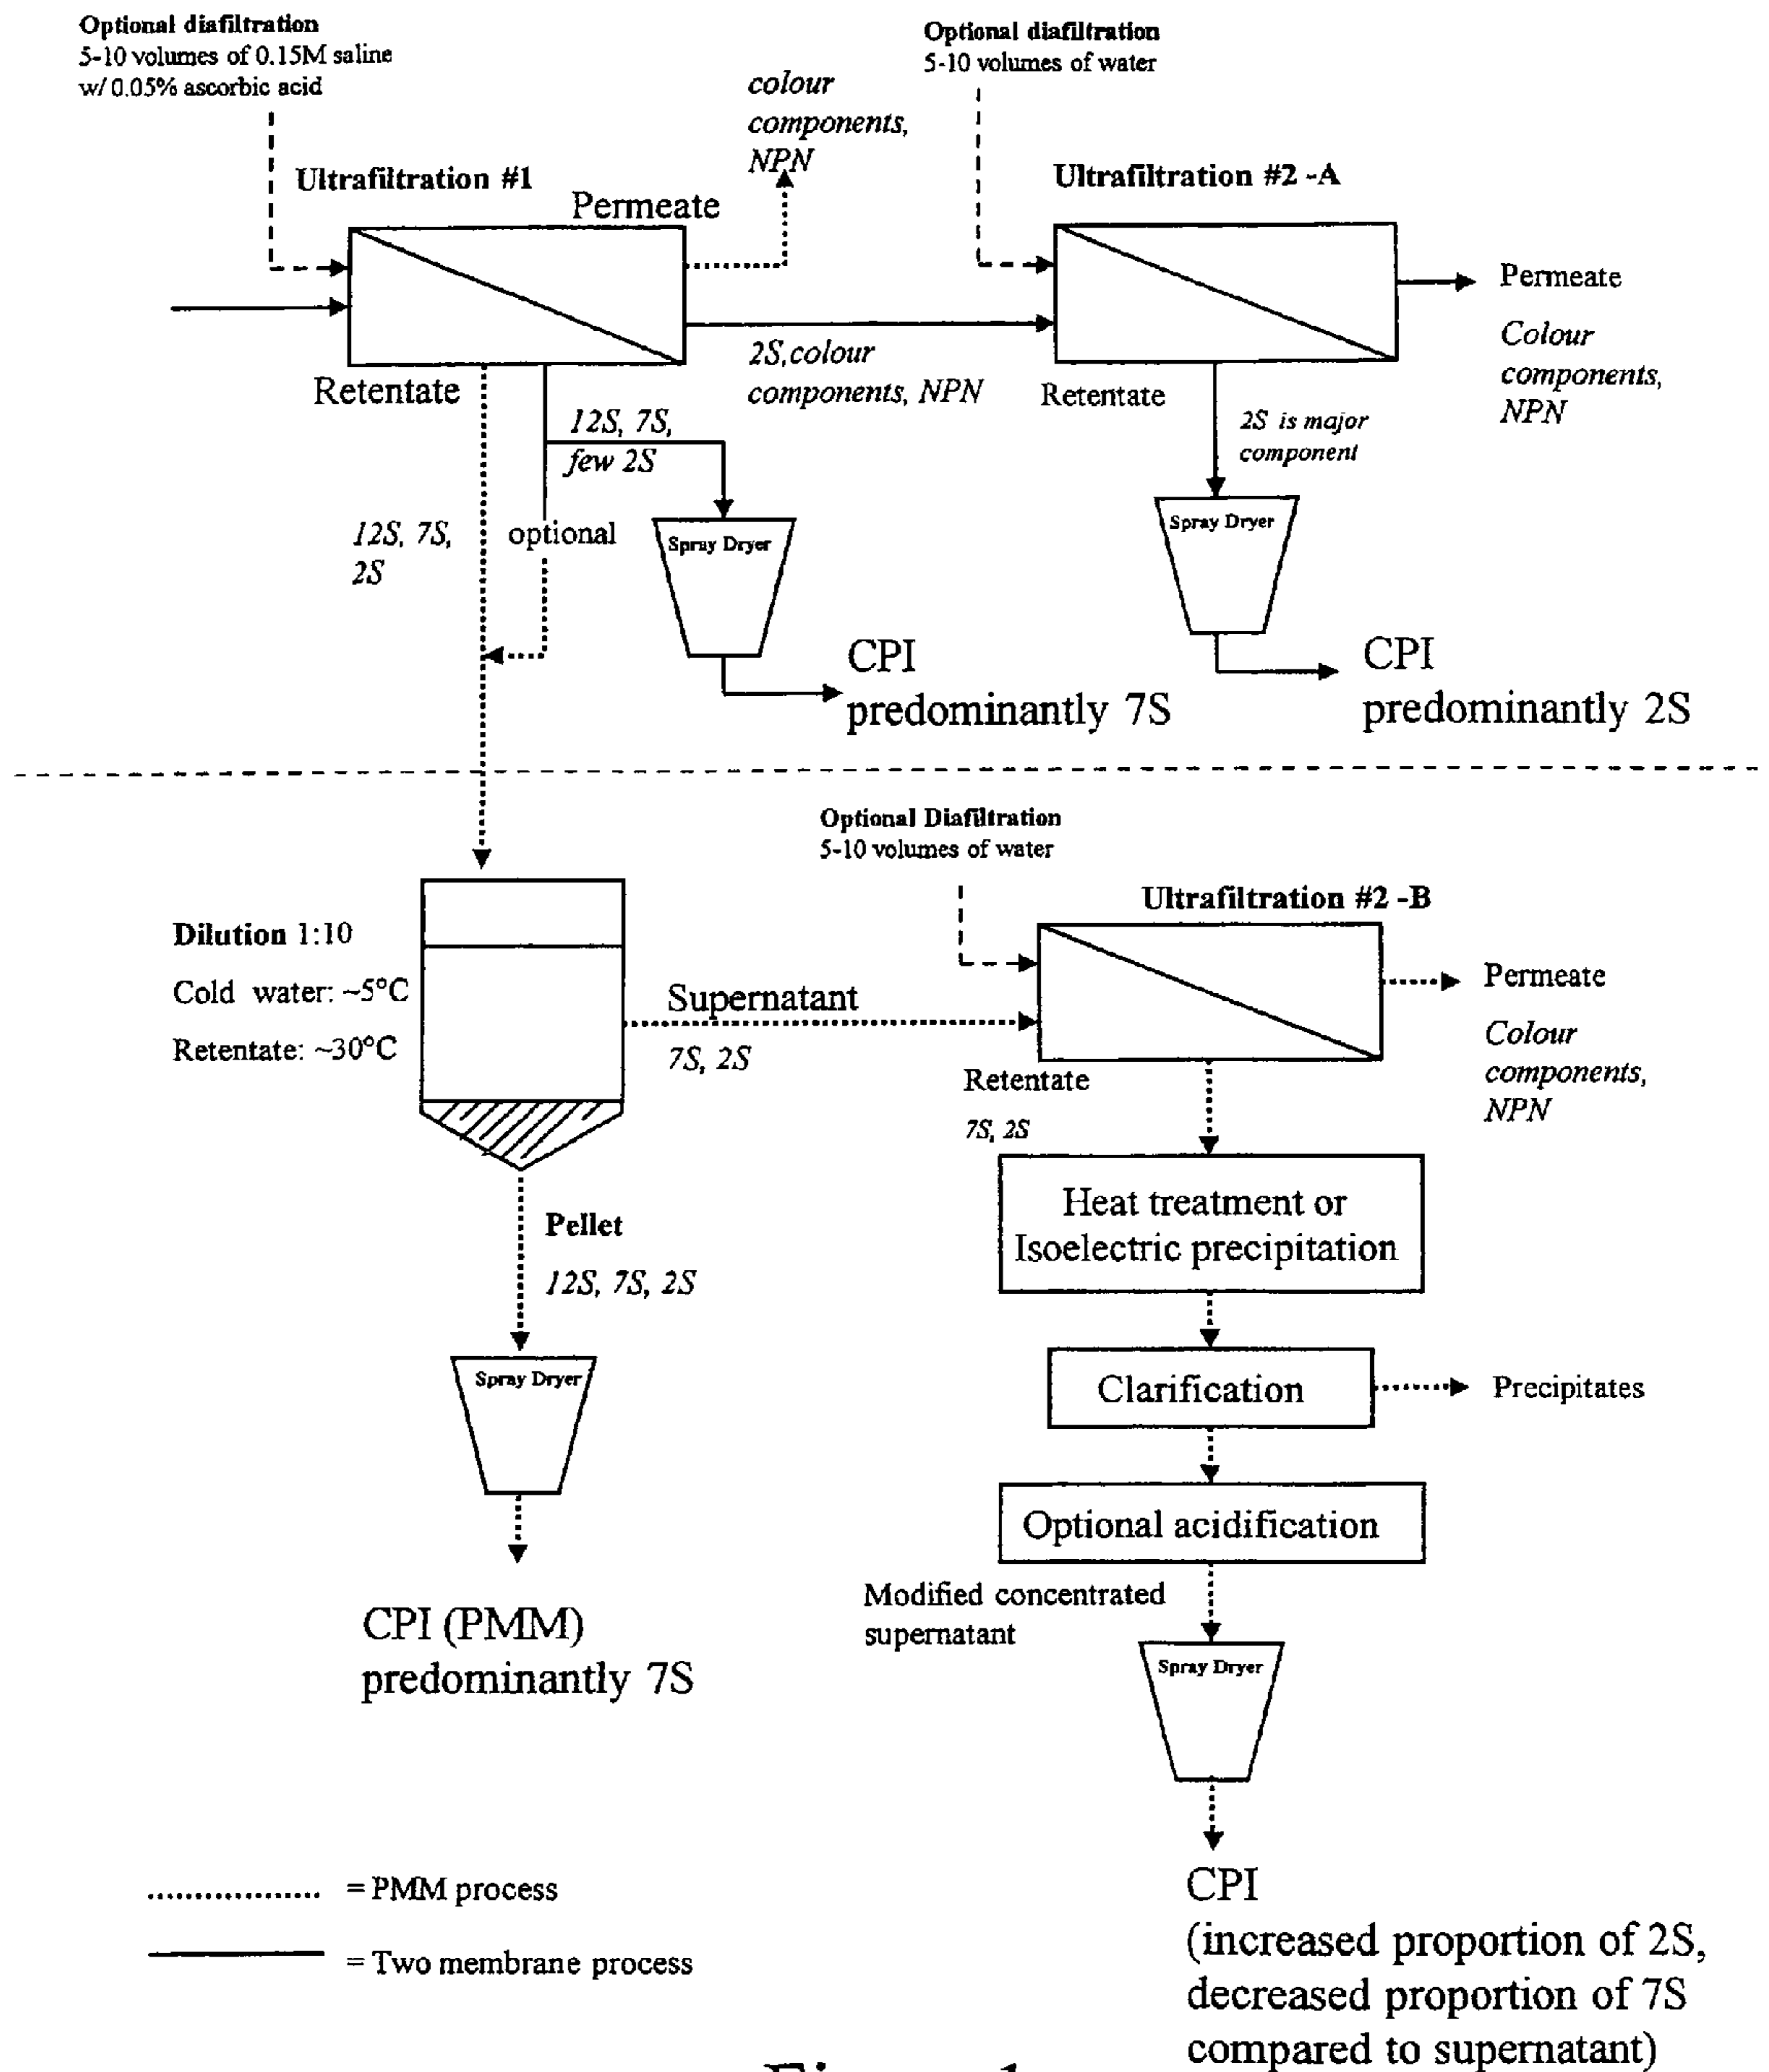 Optional diafiltration
5-10 volumes of 0.15M saline
w/ 0.05% ascorbic acid
Optional diafiltration
5-10 volumes of water
colour
components,
NPN
Ultrafiltration #1
Permeate
Ultrafiltration #2 -A
Permeate
Colour
components,
NPN
2S,colour
components, NPN
Retentate
Retentate
12S, 7S,
few 2S
2S is major
component
12S, 7S,
2S
optional
Spray Dryer
Spray Dryer
CPI
predominantly 7S
CPI
predominantly 2S
Optional Diafiltration
5-10 volumes of water
Ultrafiltration #2 -B
Dilution 1:10
Cold water: ~5°C
Retentate: ~30°C
Supernatant
7S, 2S
Permeate
Colour
components,
NPN
Retentate
7S, 2S
Heat treatment or
Isoelectric precipitation
Pellet
12S, 7S, 2S
Spray Dryer
Clarification
Precipitates
Optional acidification
Modified concentrated
supernatant
CPI (PMM)
predominantly 7S
Spray Dryer
CPI
(increased proportion of 2S,
decreased proportion of 7S
compared to supernatant)
= PMM process
= Two membrane process